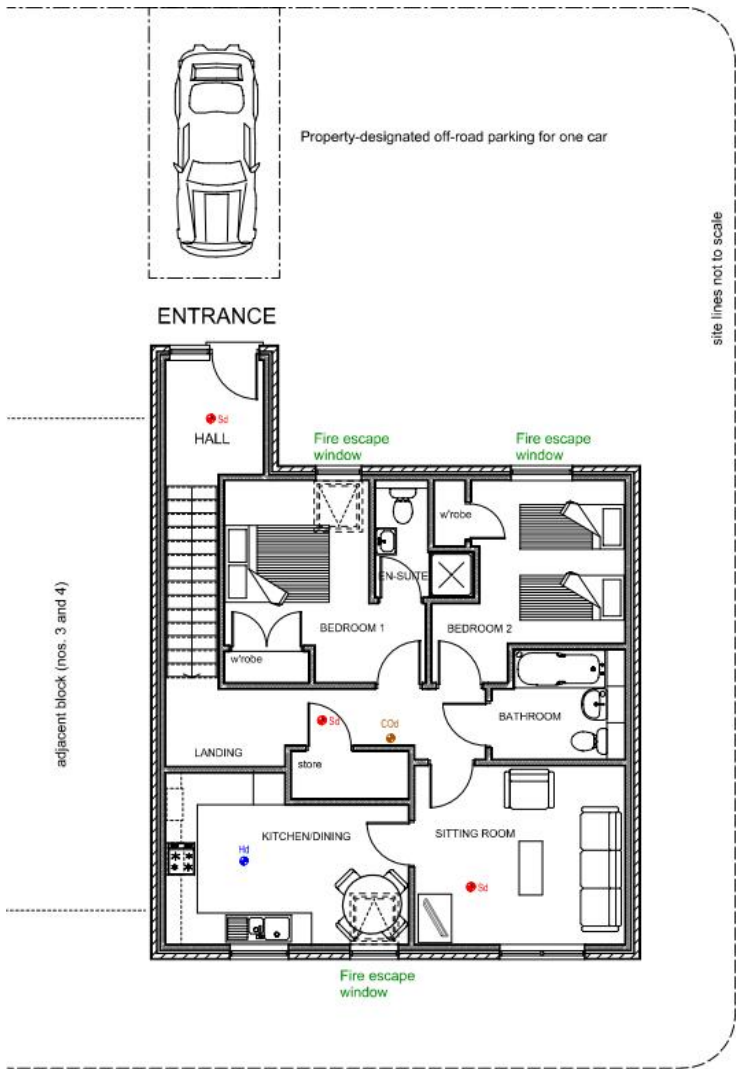 Property-designated off-road parking for one car
site lines not to scale
ENTRANCE
Sd
HALL
Fire escape
window
Fire escape
window
w'robe
EN-SUITE
BEDROOM 1
BEDROOM 2
w'robe
adjacent block (nos. 3 and 4)
Sd
COd
BATHROOM
LANDING
store
KITCHEN/DINING
SITTING ROOM
Hd
Sd
Fire escape
window